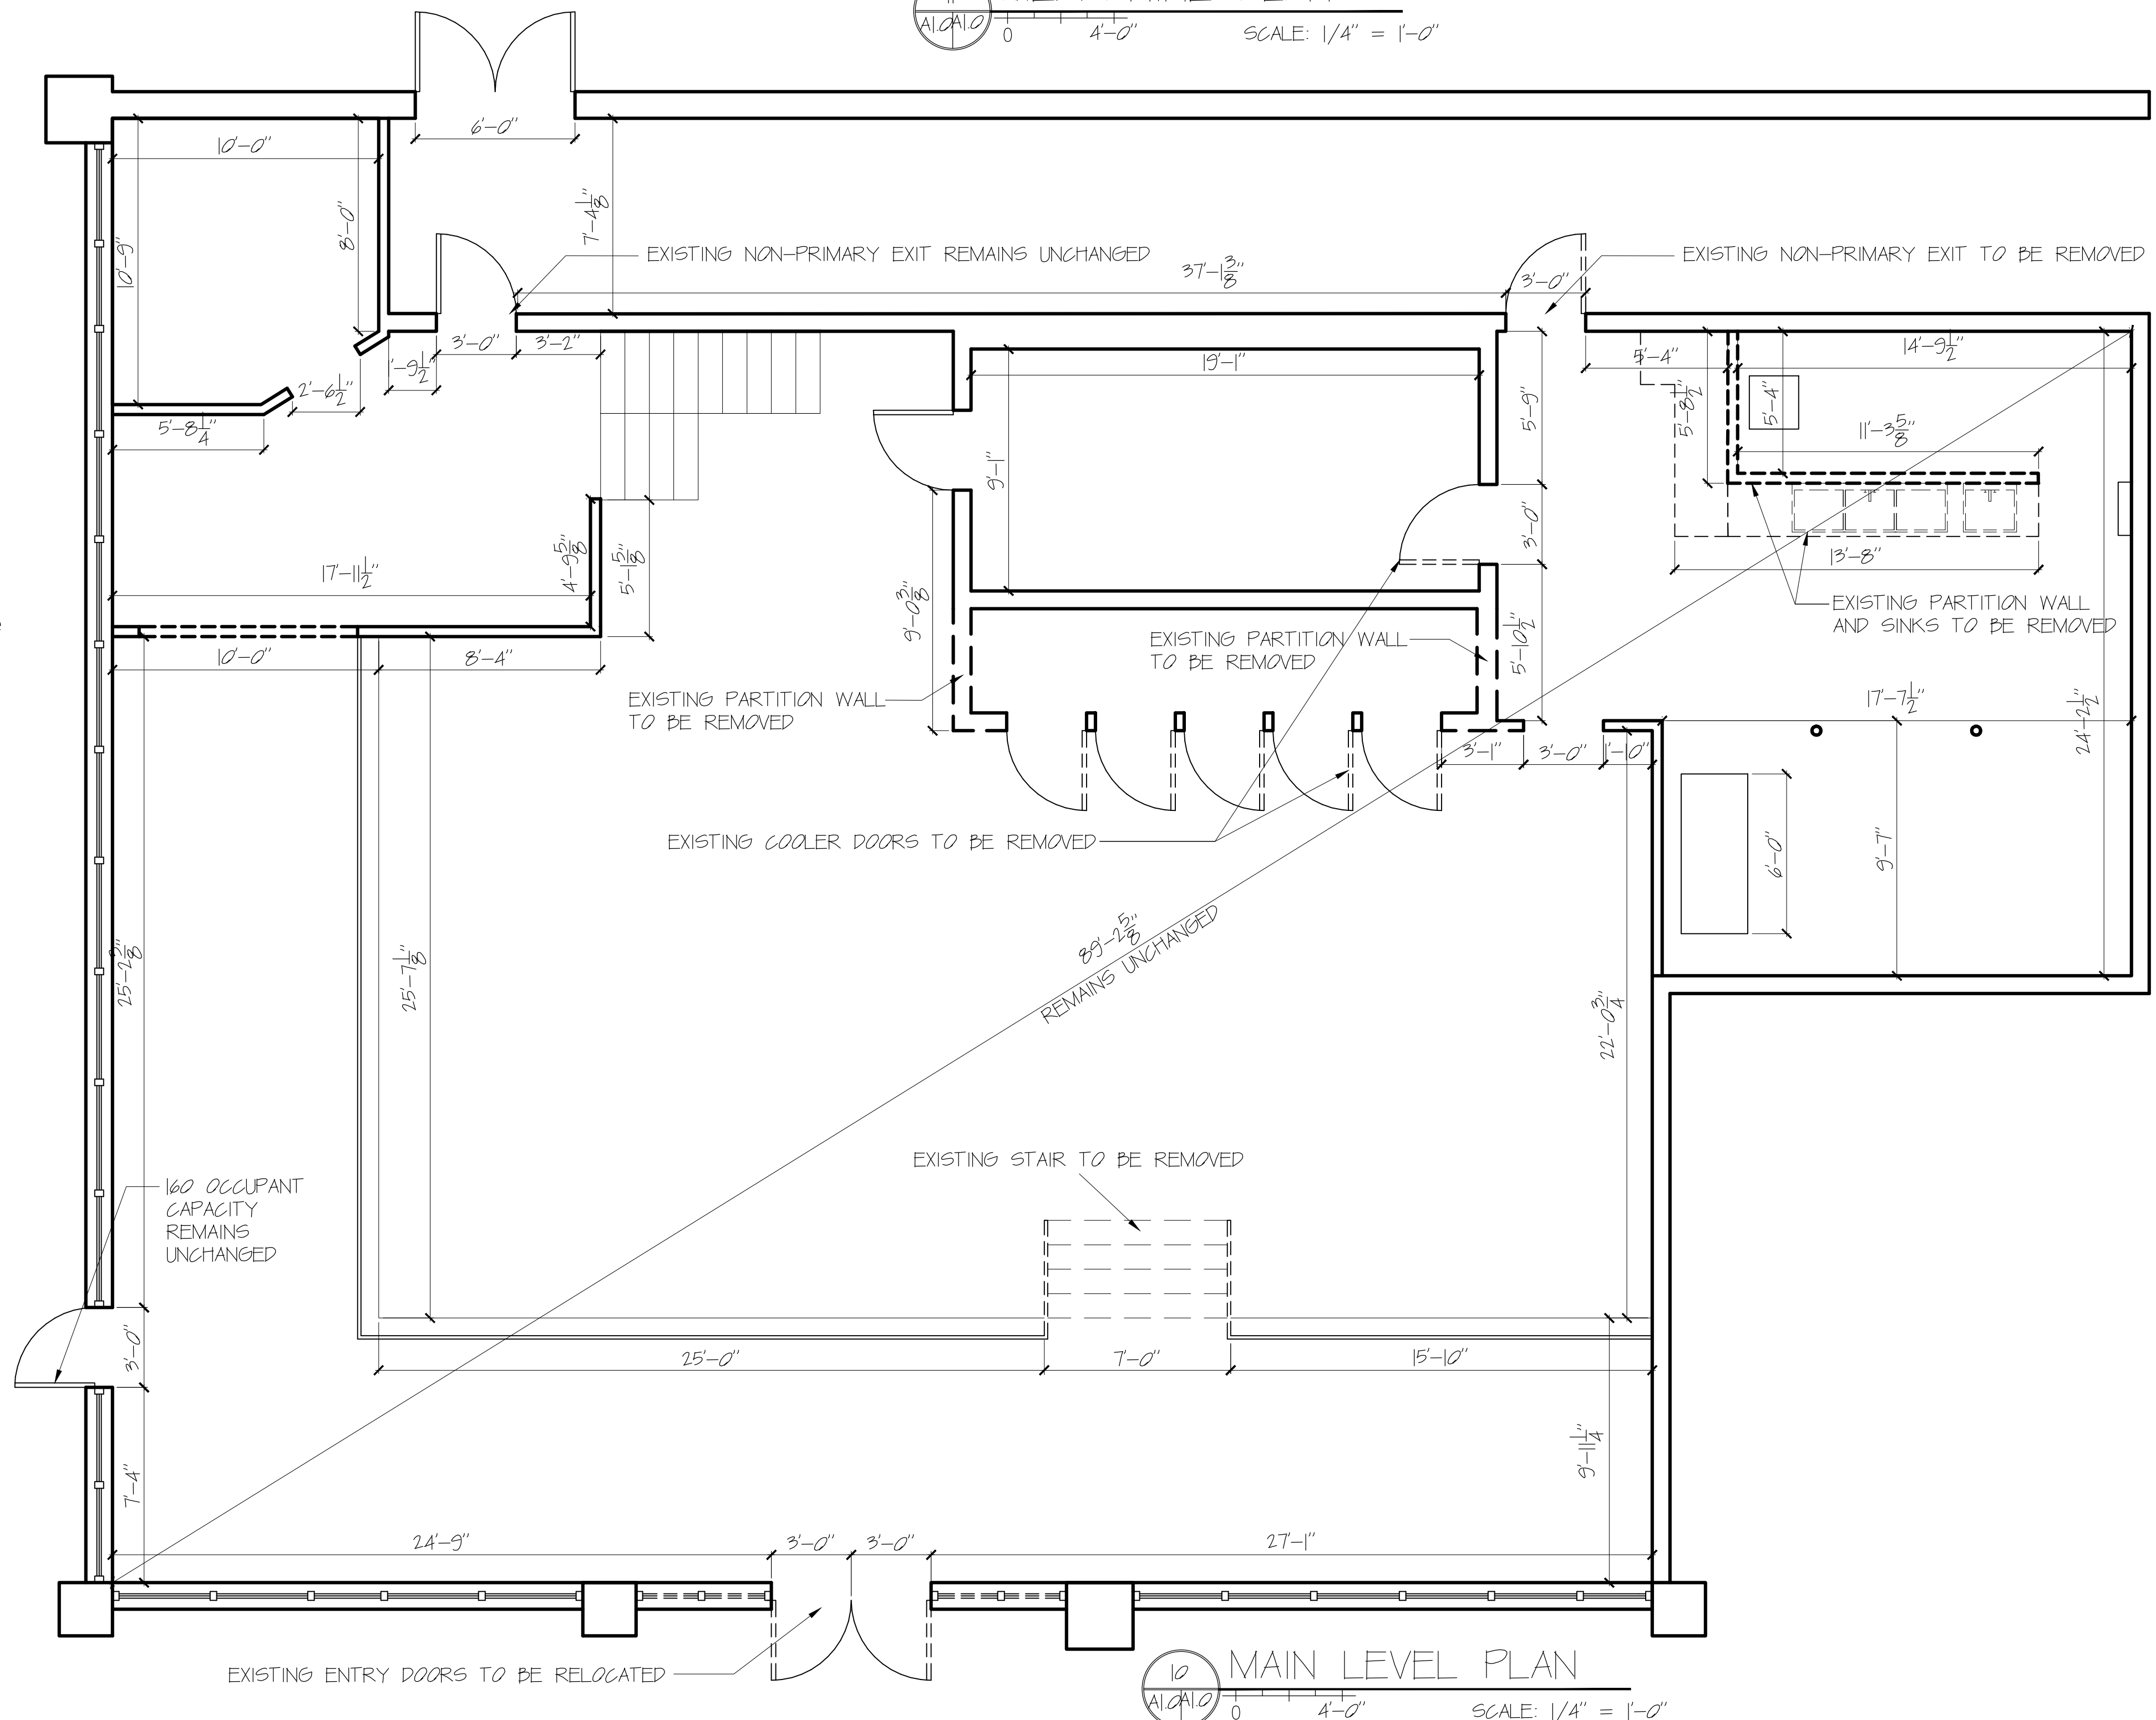 A1.0 A1.0
0 4'-0" SCALE: 1/4" = 1'-0"
6'-0"
10'-0"
10'-9"
8'-0"
7'-4 1/8"
EXISTING NON-PRIMARY EXIT REMAINS UNCHANGED
37'-1 3/8"
3'-0"
EXISTING NON-PRIMARY EXIT TO BE REMOVED
3'-0"
3'-2"
'-9 1/2"
2'-6 1/2"
5'-8 1/4"
19'-1"
9'-1"
5'-9"
3'-0"
5'-10 1/2"
5'-4"
14'-9 1/2"
5'-8 1/2"
5'-4"
11'-3 5/8"
13'-8"
EXISTING PARTITION WALL
AND SINKS TO BE REMOVED
17'-11 1/2"
4'-9 5/8"
5'-1 5/8"
9'-0 3/8"
10'-0"
8'-4"
EXISTING PARTITION WALL
TO BE REMOVED
EXISTING PARTITION WALL
TO BE REMOVED
17'-7 1/2"
24'-2 1/2"
3'-1"
3'-0"
1'-10"
EXISTING COOLER DOORS TO BE REMOVED
6'-0"
9'-7"
25'-2 3/8"
25'-7 1/8"
89'-2 5/8"
REMAINS UNCHANGED
22'-0 3/4"
EXISTING STAIR TO BE REMOVED
160 OCCUPANT
CAPACITY
REMAINS
UNCHANGED
3'-0"
25'-0"
7'-0"
15'-10"
7'-4"
9'-11 1/4"
24'-9"
3'-0"
3'-0"
27'-1"
EXISTING ENTRY DOORS TO BE RELOCATED
10
A1.0 A1.0
MAIN LEVEL PLAN
0 4'-0" SCALE: 1/4" = 1'-0"